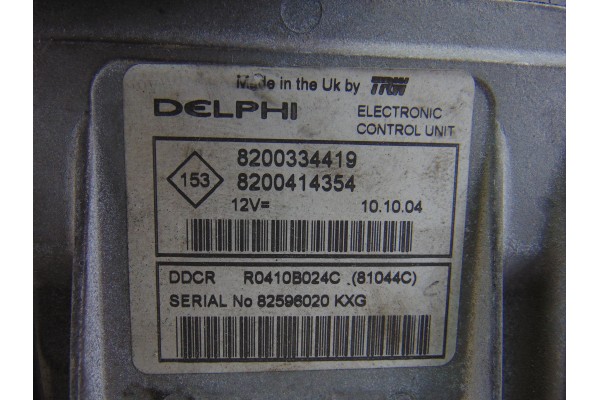 Made in the Uk by TRW
DELPHI
ELECTRONIC
CONTROL UNIT
153
8200334419
8200414354
12V= 10.10.04
DDCR R0410B024C (81044C)
SERIAL No 82596020 KXG